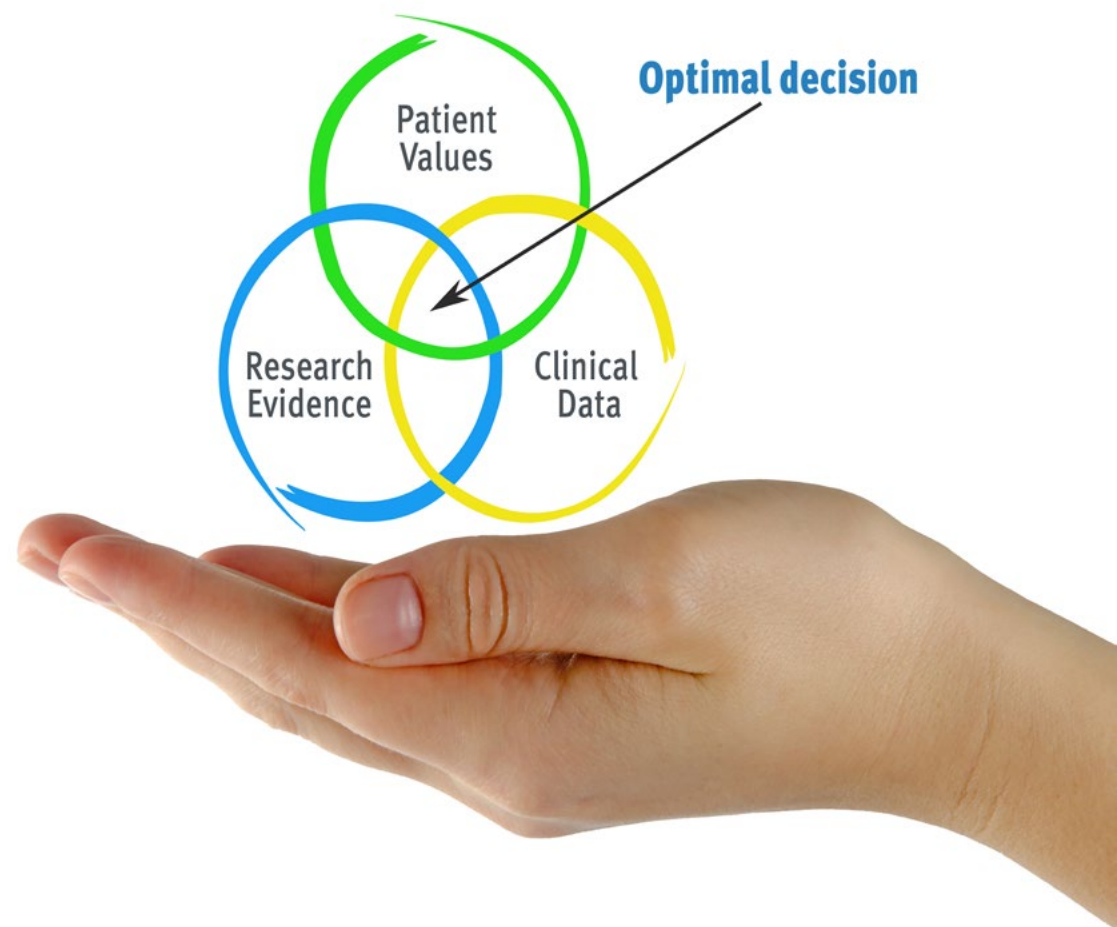 Optimal decision
Patient
Values
Research
Evidence
Clinical
Data